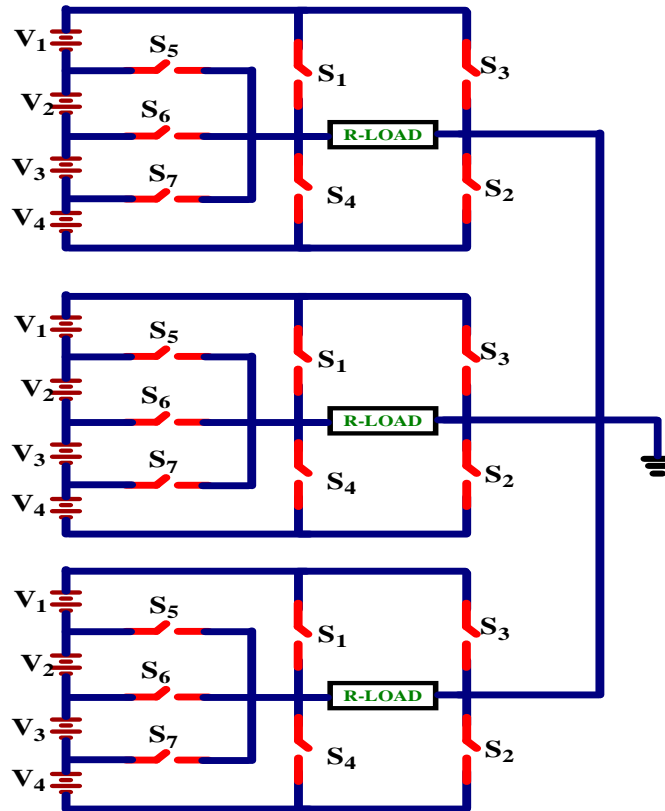 V₁
S₅
S₁
S₃
V₂
S₆
R-LOAD
V₃
S₇
S₄
S₂
V₄
V₁
S₅
S₁
S₃
V₂
S₆
R-LOAD
V₃
S₇
S₄
S₂
V₄
V₁
S₅
S₁
S₃
V₂
S₆
R-LOAD
V₃
S₇
S₄
S₂
V₄